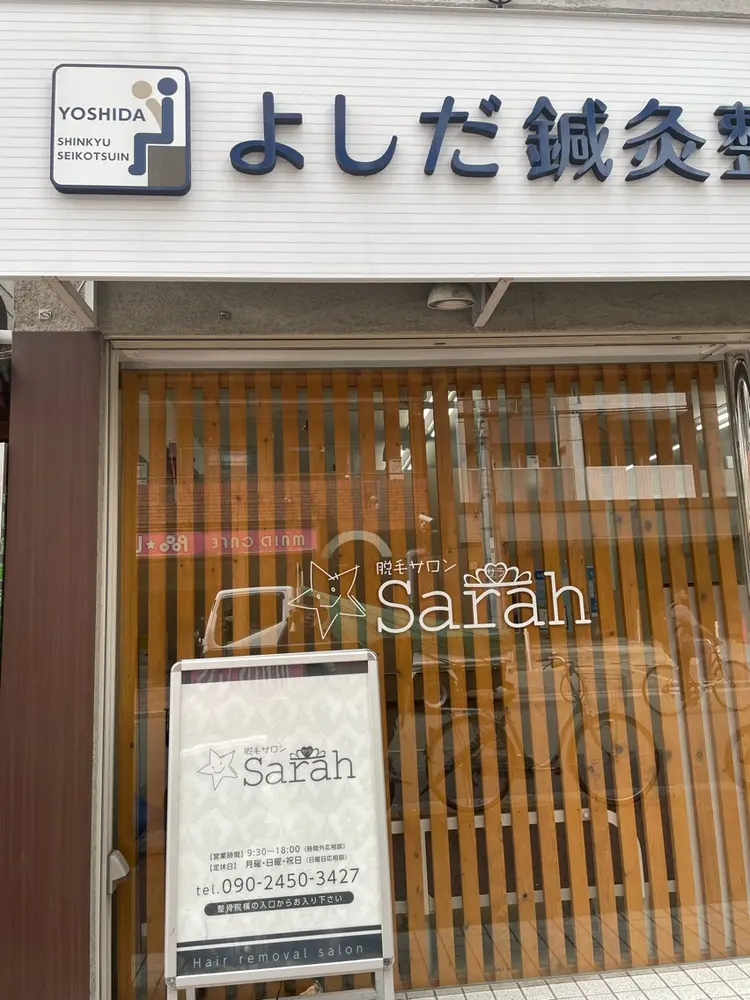 YOSHIDA
SHINKYU
SEIKOTSUIN
よしだ鍼灸整
脱毛サロン
サラ
Sarah
MAID CAFE
脱毛サロン
Sarah
【営業時間】9:30〜18:00（時間外応相談）
【定休日】月曜・日曜・祝日（日曜日応相談）
tel.090-2450-3427
整骨院横の入口からお入り下さい
Hair removal salon